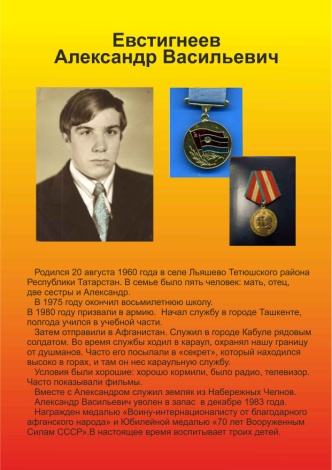 Евстигнеев
Александр Васильевич
Родился 20 августа 1960 года в селе Льяшево Тетюшского района
Республики Татарстан. В семье было пять человек: мать, отец,
две сестры и Александр.
В 1975 году окончил восьмилетнюю школу.
В 1980 году призвали в армию. Начал службу в городе Ташкенте,
полгода учился в учебной части.
Затем отправили в Афганистан. Служил в городе Кабуле рядовым
солдатом. Во время службы ходил в караул, охранял нашу границу
от душманов. Часто его посылали в «секрет», который находился
высоко в горах, и там он нес караульную службу.
Условия были хорошие: хорошо кормили, было радио, телевизор.
Часто показывали фильмы.
Вместе с Александром служил земляк из Набережных Челнов.
Александр Васильевич уволен в запас в декабре 1983 года.
Награжден медалью «Воину-интернационалисту от благодарного
афганского народа» и Юбилейной медалью «70 лет Вооруженным
Силам СССР».В настоящее время воспитывает троих детей.